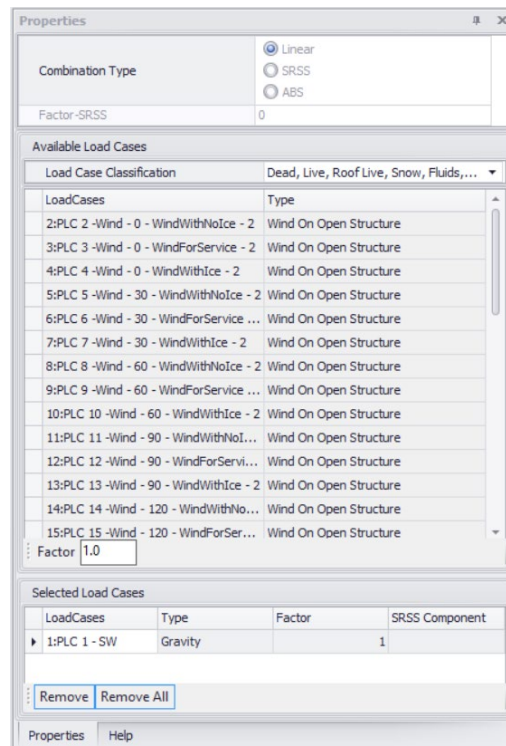 Properties
Combination Type
Linear
SRSS
ABS
Factor-SRSS 0
Available Load Cases
Load Case Classification Dead, Live, Roof Live, Snow, Fluids,...
LoadCases Type
2:PLC 2 -Wind - 0 - WindWithNoIce - 2 Wind On Open Structure
3:PLC 3 -Wind - 0 - WindForService - 2 Wind On Open Structure
4:PLC 4 -Wind - 0 - WindWithIce - 2 Wind On Open Structure
5:PLC 5 -Wind - 30 - WindWithNoIce - 2 Wind On Open Structure
6:PLC 6 -Wind - 30 - WindForService ... Wind On Open Structure
7:PLC 7 -Wind - 30 - WindWithIce - 2 Wind On Open Structure
8:PLC 8 -Wind - 60 - WindWithNoIce - 2 Wind On Open Structure
9:PLC 9 -Wind - 60 - WindForService ... Wind On Open Structure
10:PLC 10 -Wind - 60 - WindWithIce - 2 Wind On Open Structure
11:PLC 11 -Wind - 90 - WindWithNoI... Wind On Open Structure
12:PLC 12 -Wind - 90 - WindForServi... Wind On Open Structure
13:PLC 13 -Wind - 90 - WindWithIce - 2 Wind On Open Structure
14:PLC 14 -Wind - 120 - WindWithNo... Wind On Open Structure
15:PLC 15 -Wind - 120 - WindForSer... Wind On Open Structure
Factor 1.0
Selected Load Cases
LoadCases Type Factor SRSS Component
1:PLC 1 - SW Gravity 1
Remove Remove All
Properties Help